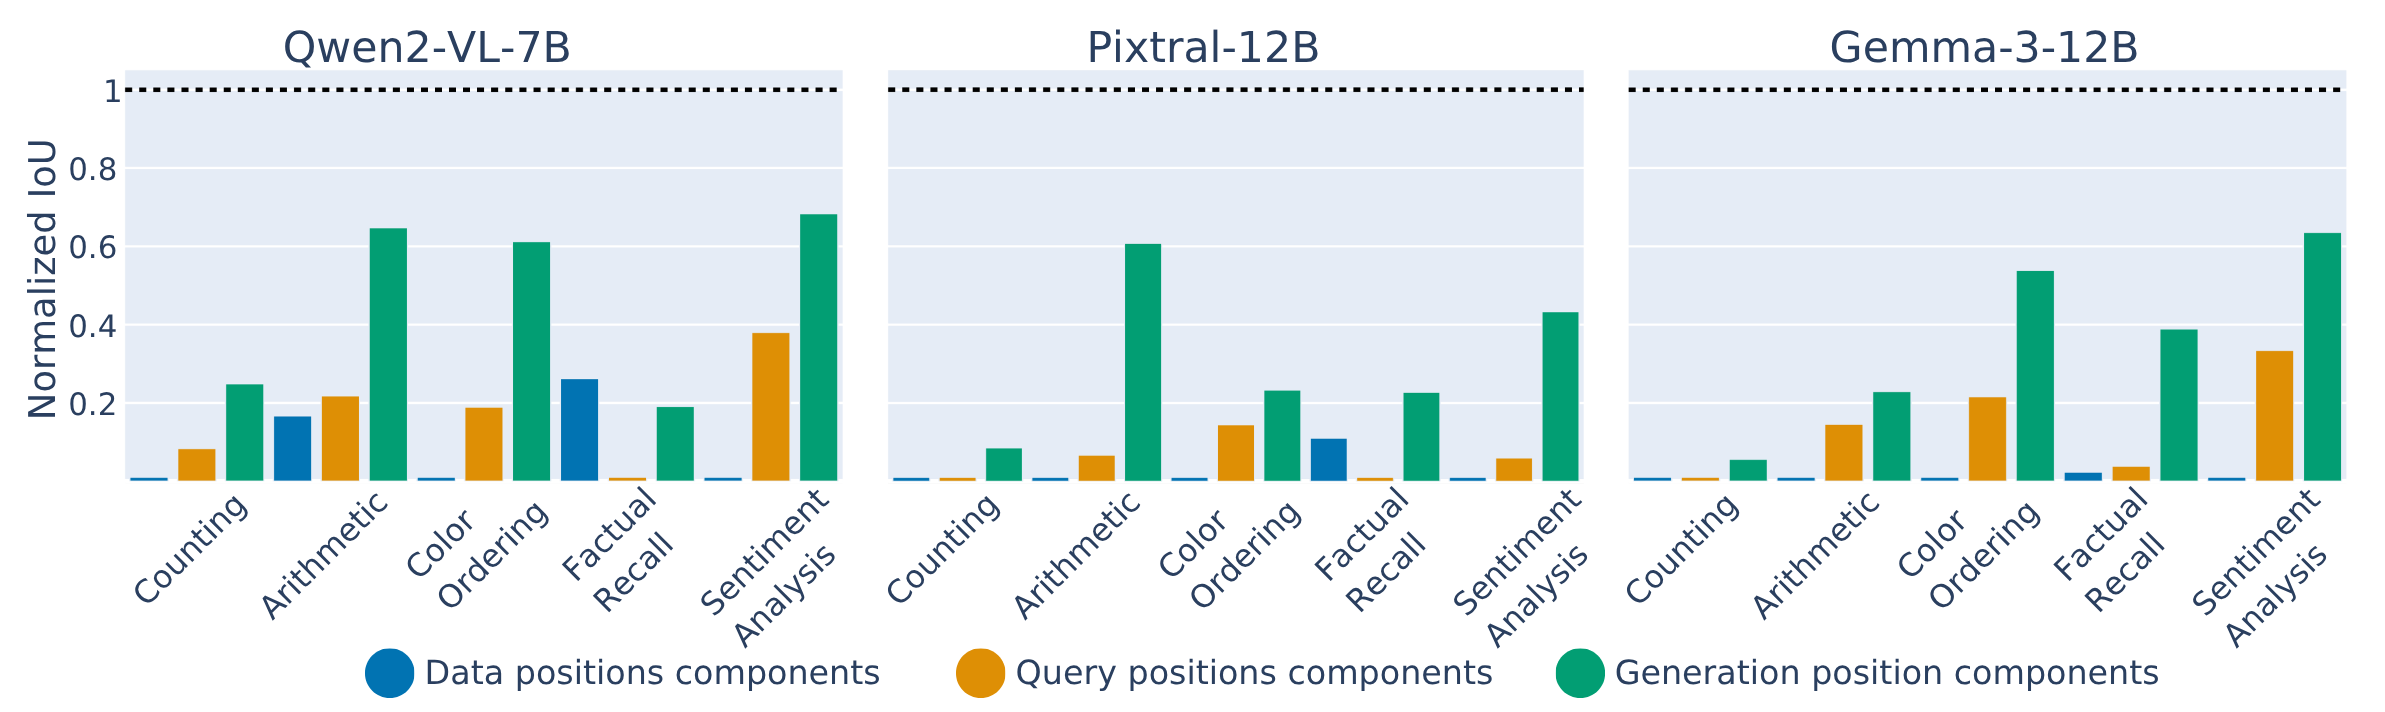 Qwen2-VL-7B
Pixtral-12B
Gemma-3-12B
Normalized IoU
1
0.8
0.6
0.4
0.2
Counting
Arithmetic
Color
Ordering
Factual
Recall
Sentiment
Analysis
Counting
Arithmetic
Color
Ordering
Factual
Recall
Sentiment
Analysis
Counting
Arithmetic
Color
Ordering
Factual
Recall
Sentiment
Analysis
Data positions components
Query positions components
Generation position components